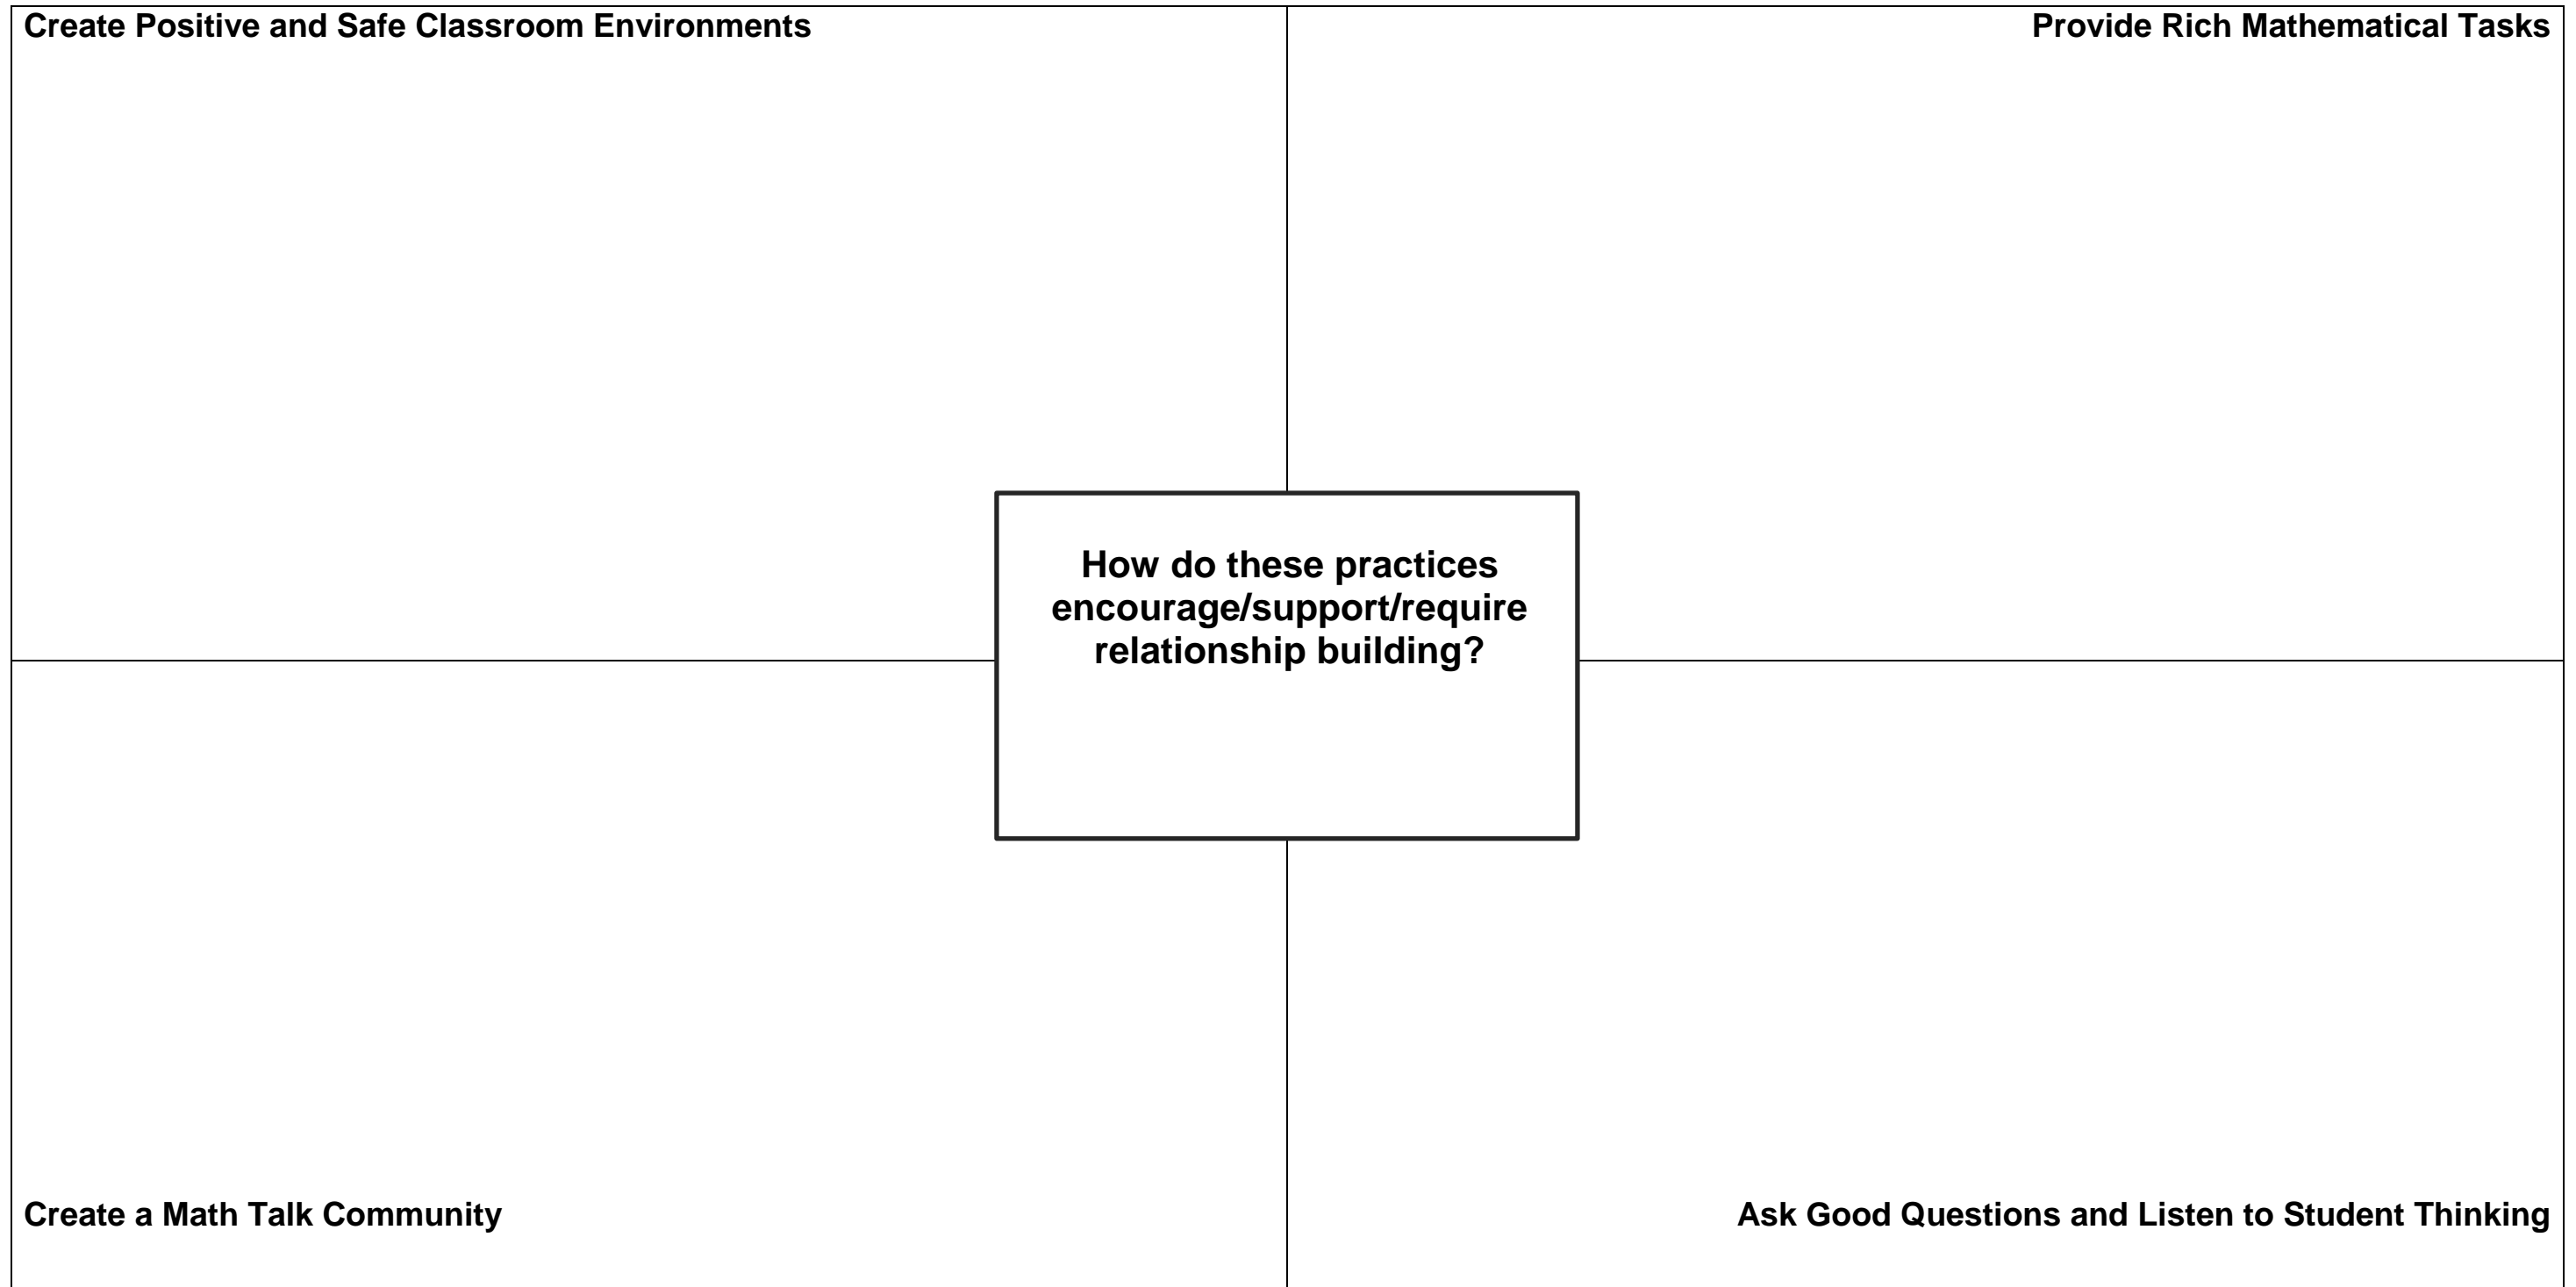 Create Positive and Safe Classroom Environments
Provide Rich Mathematical Tasks
How do these practices
encourage/support/require
relationship building?
Create a Math Talk Community
Ask Good Questions and Listen to Student Thinking